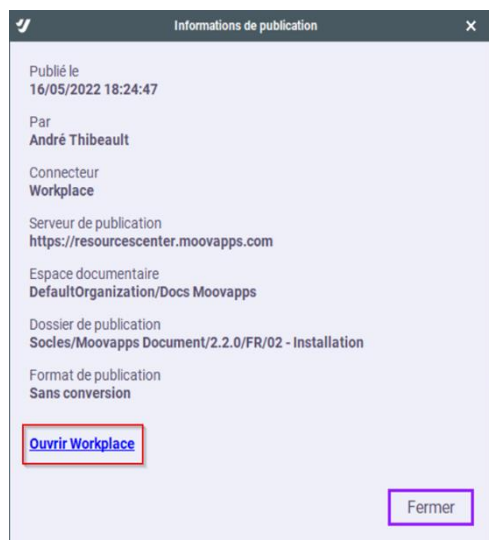 Informations de publication
Publié le
16/05/2022 18:24:47
Par
André Thibeault
Connecteur
Workplace
Serveur de publication
https://resourcescenter.moovapps.com
Espace documentaire
DefaultOrganization/Docs Moovapps
Dossier de publication
Socles/Moovapps Document/2.2.0/FR/02 - Installation
Format de publication
Sans conversion
Ouvrir Workplace
Fermer